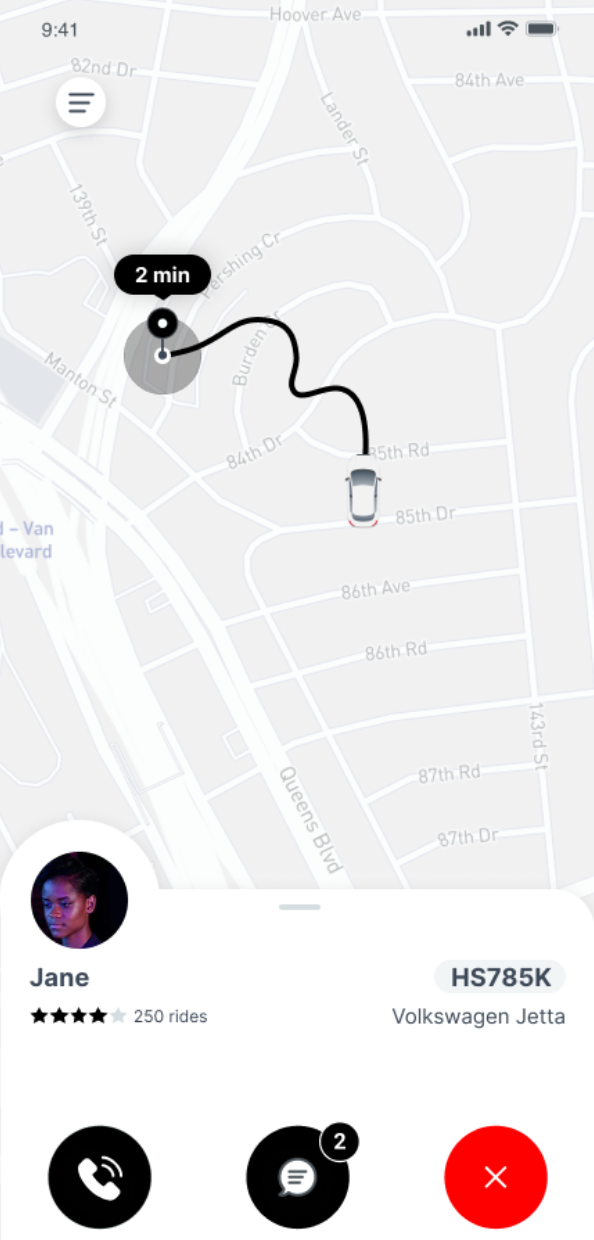 9:41
Hoover Ave
82nd Dr
84th Ave
Lander St
139th St
Pershing Cr
2 min
Burden Cr
Manton St
84th Dr
85th Rd
85th Dr
d – Van
levard
86th Ave
86th Rd
143rd St
87th Rd
Queens Blvd
87th Dr
Jane
HS785K
250 rides
Volkswagen Jetta
2